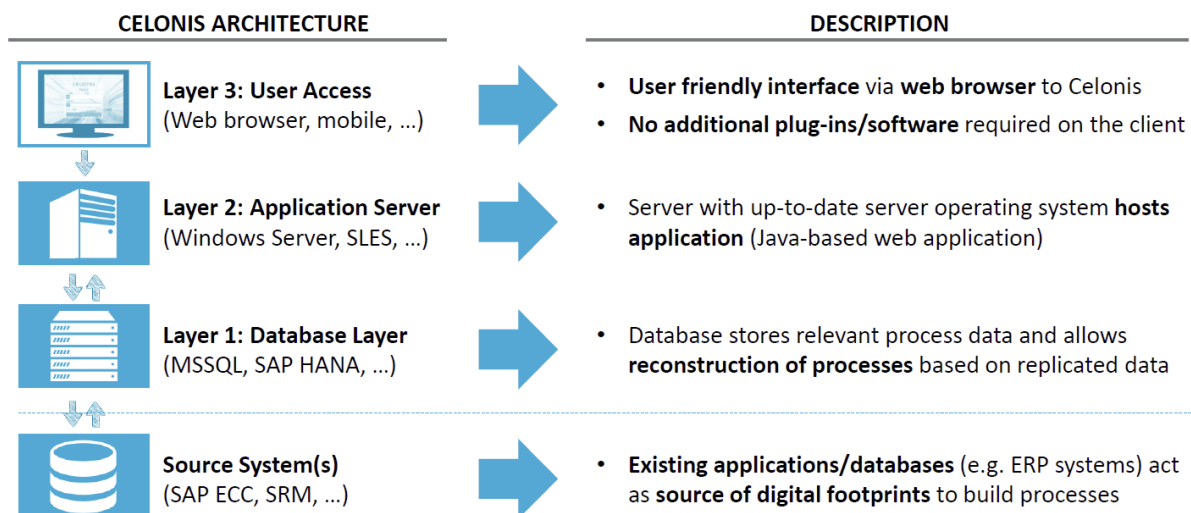 CELONIS ARCHITECTURE
DESCRIPTION
Layer 3: User Access
(Web browser, mobile, ...)
• User friendly interface via web browser to Celonis
• No additional plug-ins/software required on the client
Layer 2: Application Server
(Windows Server, SLES, ...)
• Server with up-to-date server operating system hosts
application (Java-based web application)
Layer 1: Database Layer
(MSSQL, SAP HANA, ...)
• Database stores relevant process data and allows
reconstruction of processes based on replicated data
Source System(s)
(SAP ECC, SRM, ...)
• Existing applications/databases (e.g. ERP systems) act
as source of digital footprints to build processes